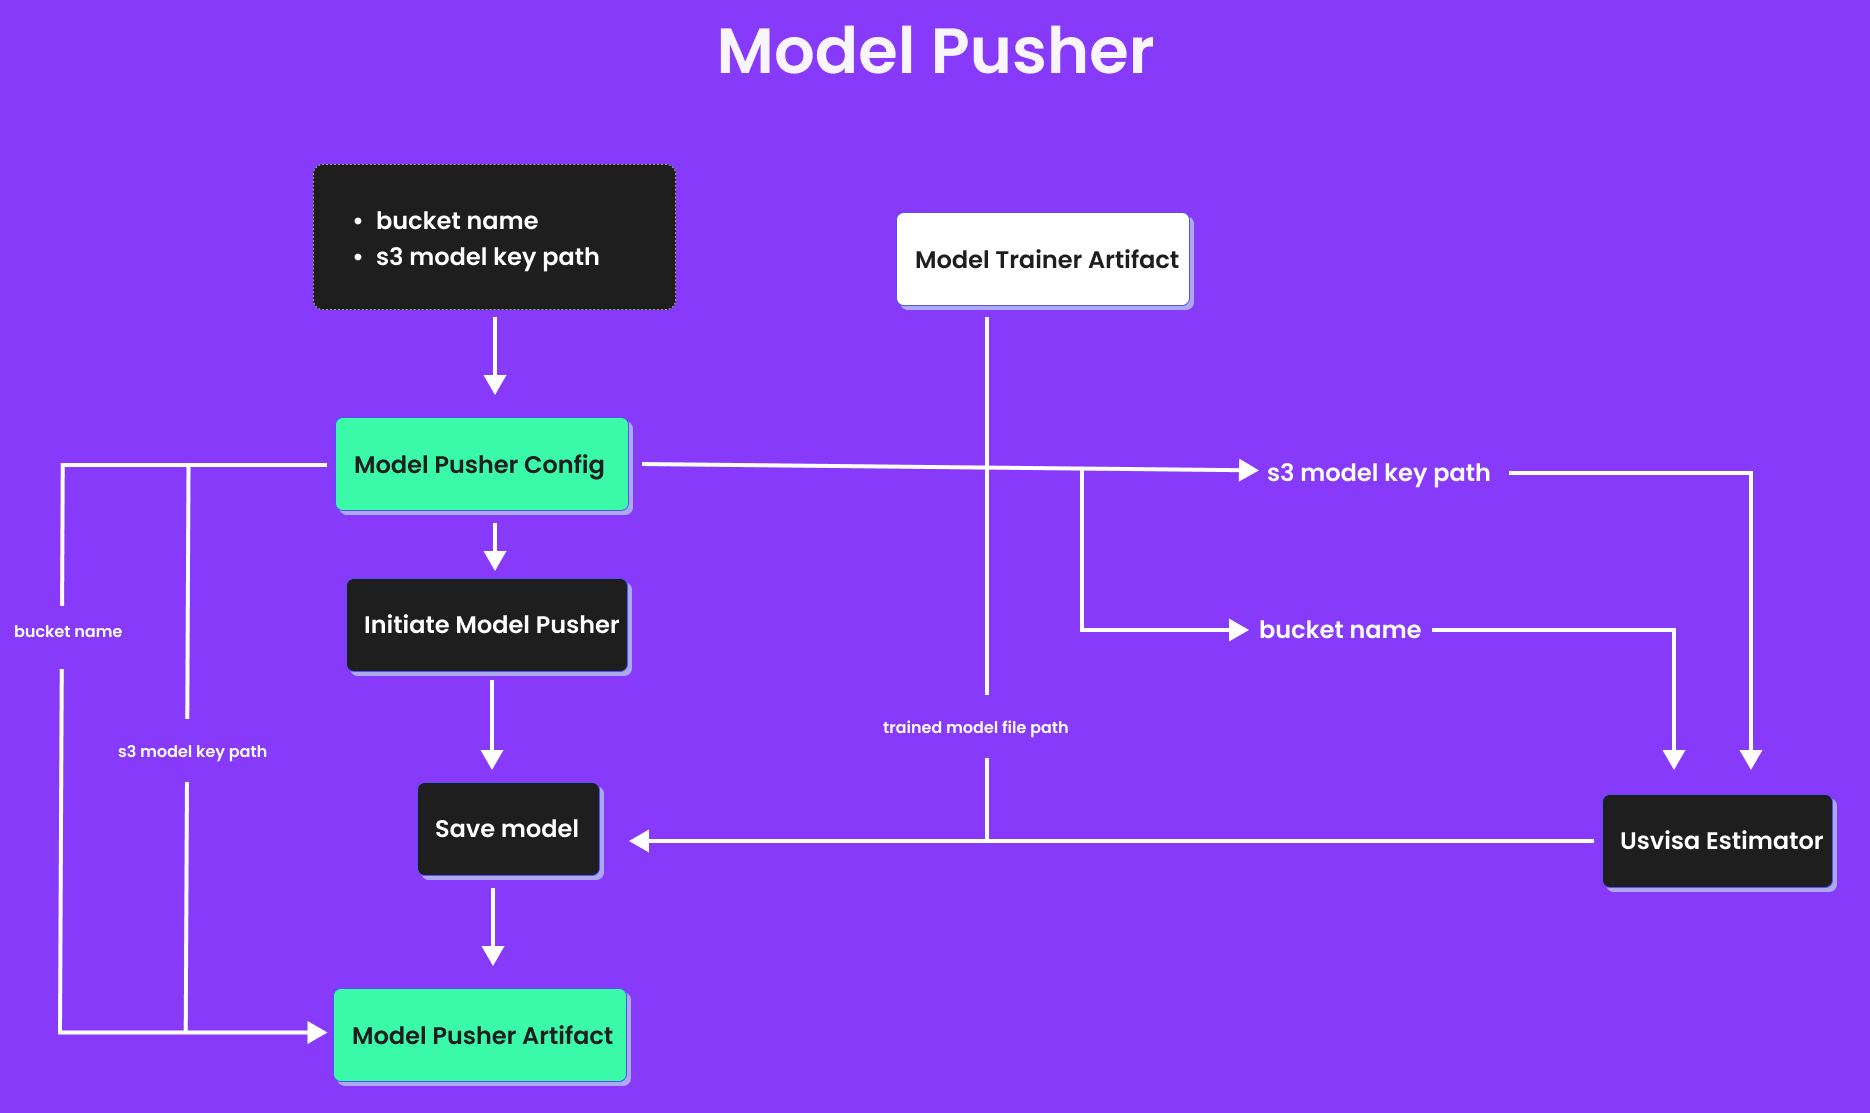 Model Pusher
• bucket name
• s3 model key path
Model Trainer Artifact
Model Pusher Config
s3 model key path
Initiate Model Pusher
bucket name
bucket name
trained model file path
s3 model key path
Save model
Usvisa Estimator
Model Pusher Artifact